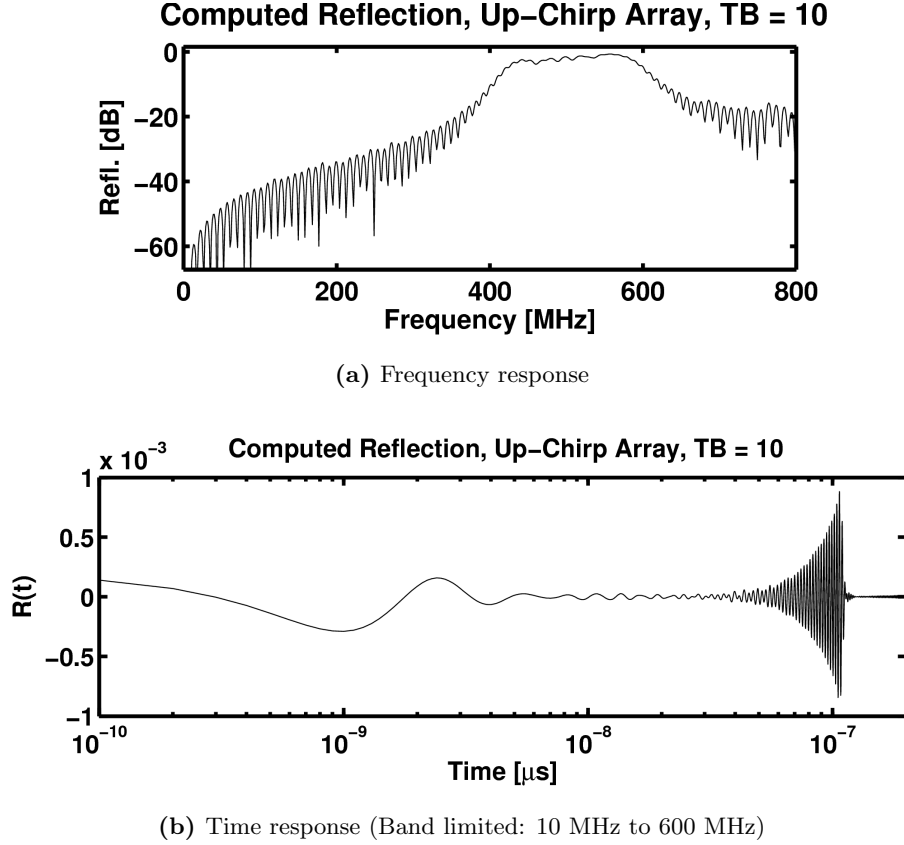 Computed Reflection, Up−Chirp Array, TB = 10
0
−20
−40
−60
Refl. [dB]
0 200 400 600 800
Frequency [MHz]
(a) Frequency response
Computed Reflection, Up−Chirp Array, TB = 10
x 10⁻³
1
0.5
0
−0.5
−1
R(t)
10⁻¹⁰ 10⁻⁹ 10⁻⁸ 10⁻⁷
Time [μs]
(b) Time response (Band limited: 10 MHz to 600 MHz)